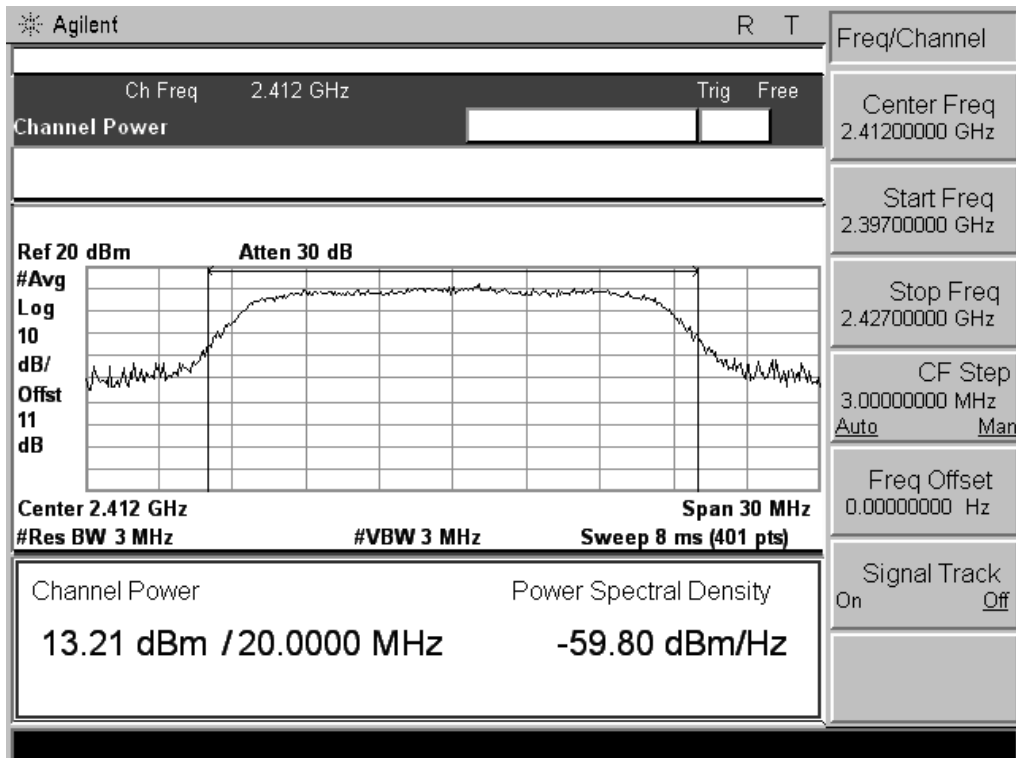 Agilent R T
Ch Freq 2.412 GHz Trig Free
Channel Power
Ref 20 dBm Atten 30 dB
#Avg
Log
10
dB/
Offst
11
dB
Center 2.412 GHz Span 30 MHz
#Res BW 3 MHz #VBW 3 MHz Sweep 8 ms (401 pts)
Channel Power Power Spectral Density
13.21 dBm / 20.0000 MHz -59.80 dBm/Hz
Freq/Channel
Center Freq
2.41200000 GHz
Start Freq
2.39700000 GHz
Stop Freq
2.42700000 GHz
CF Step
3.00000000 MHz
Auto Man
Freq Offset
0.00000000 Hz
Signal Track
On Off